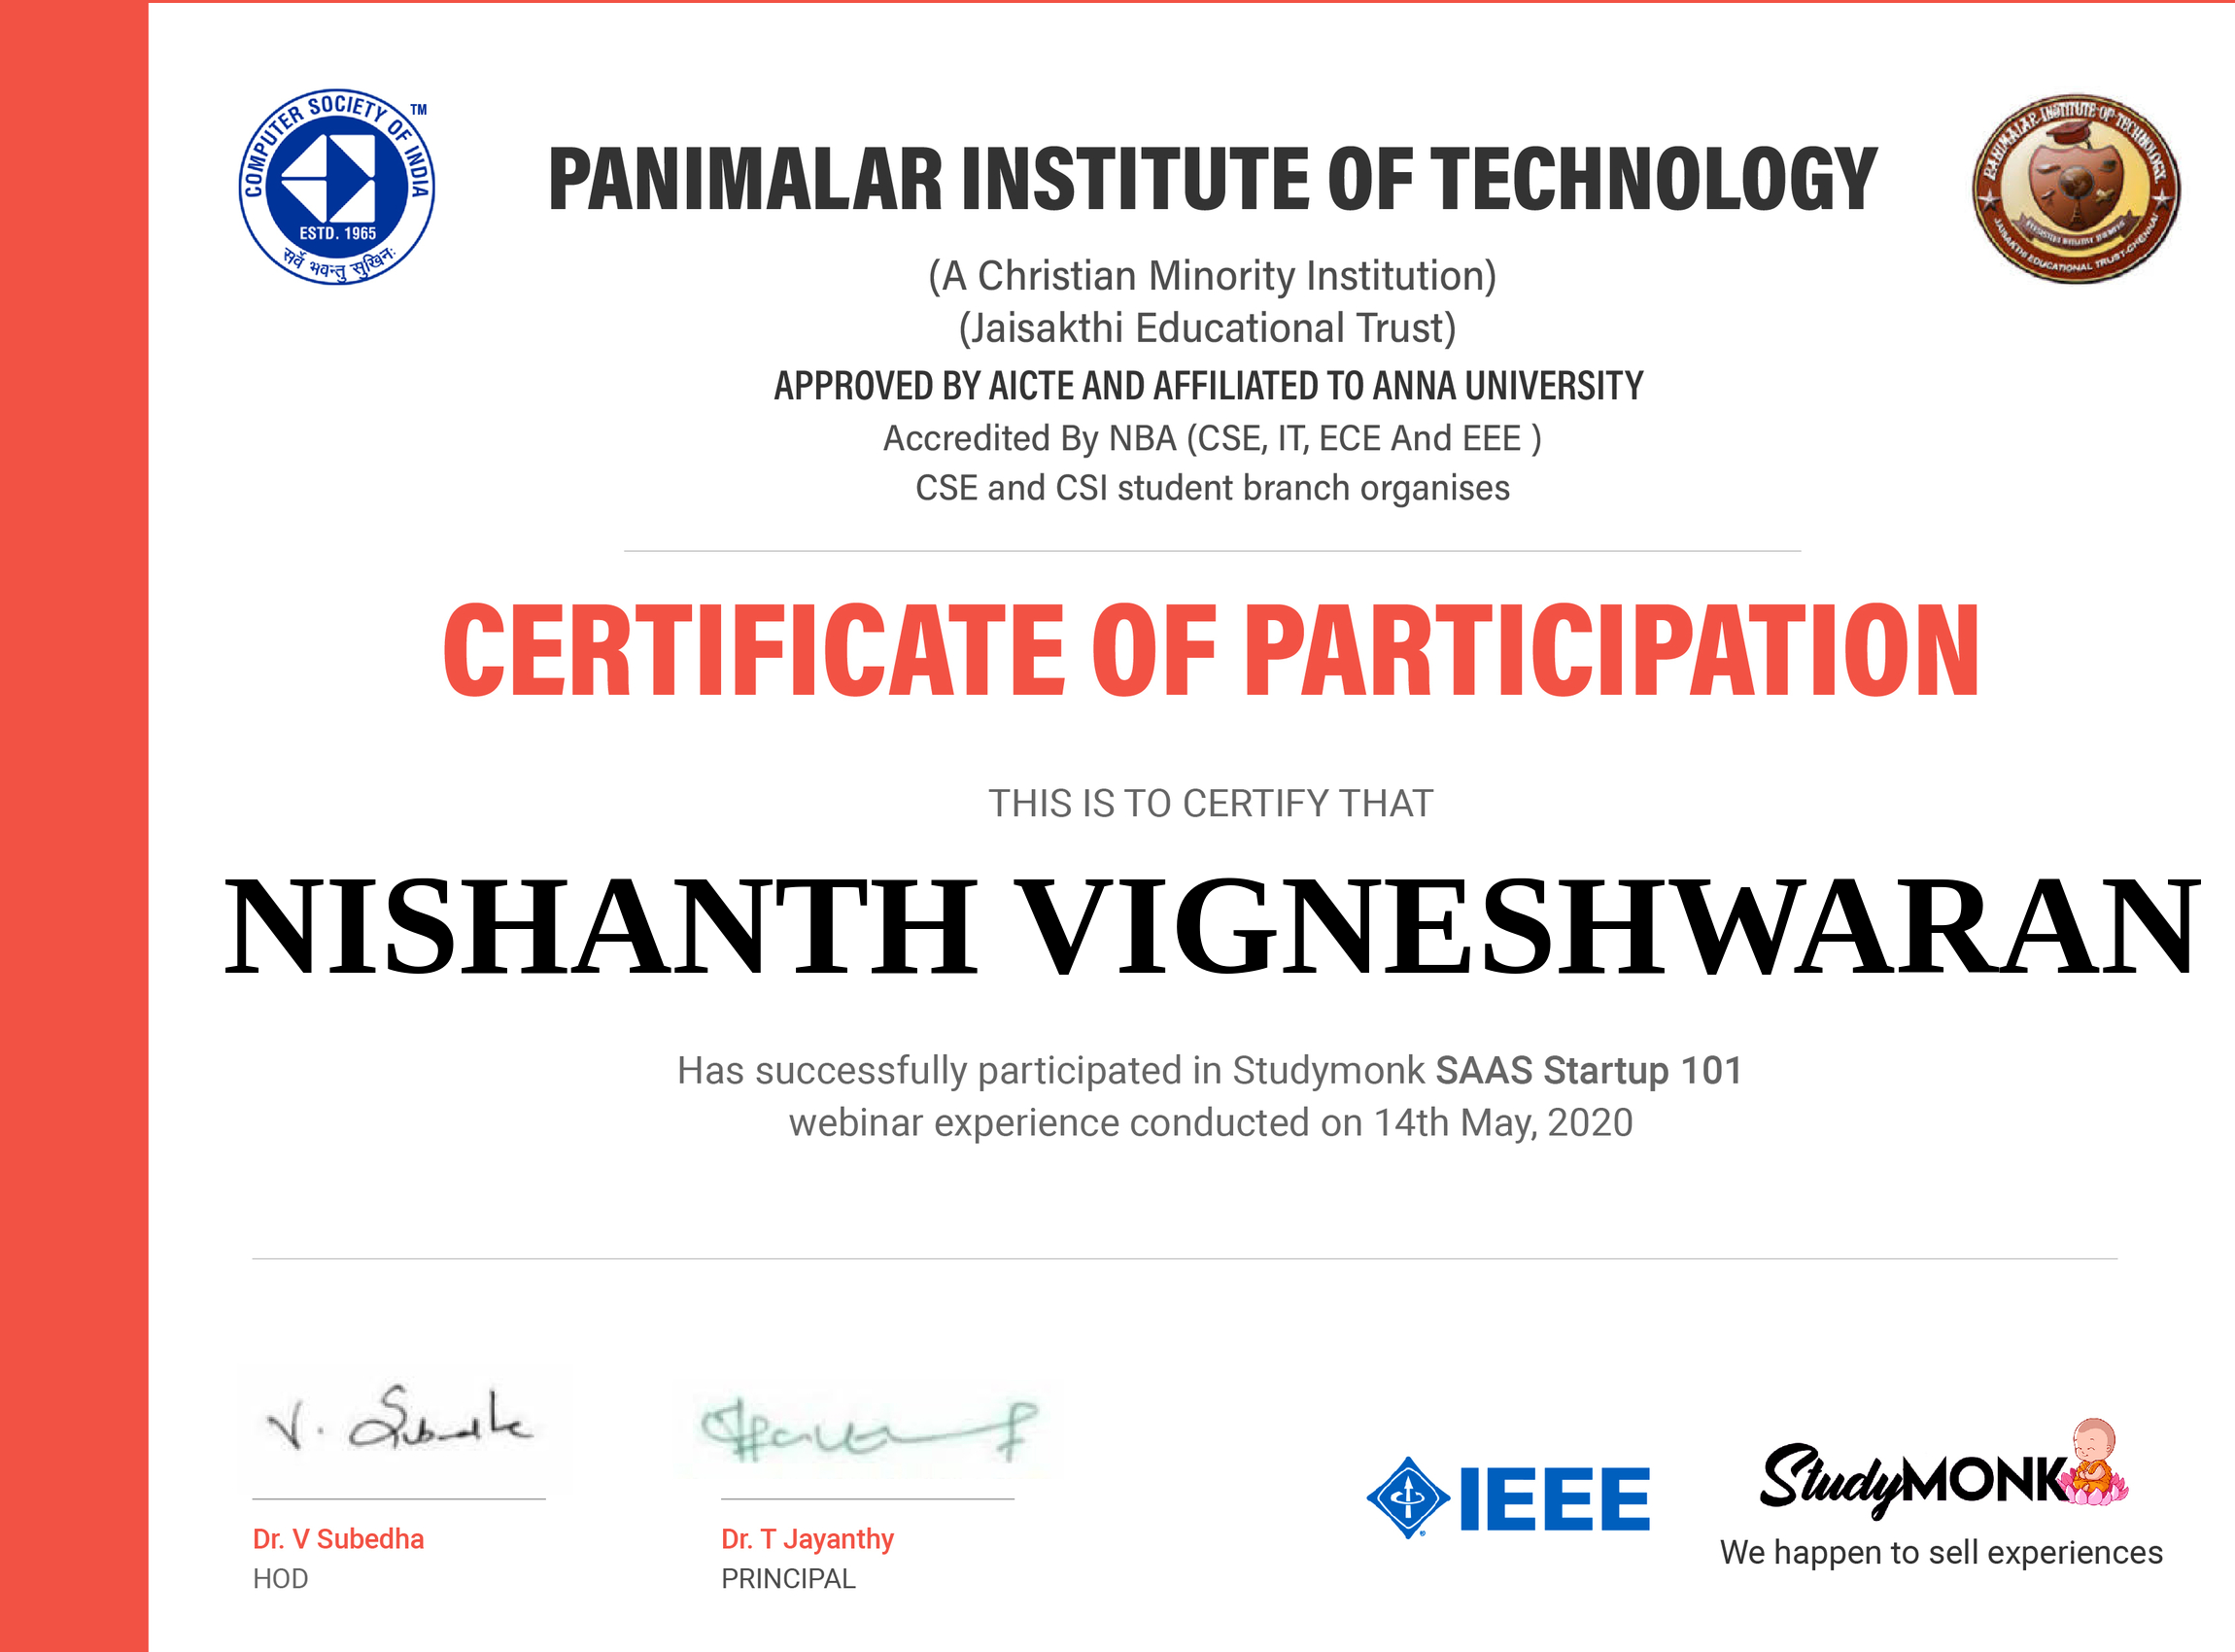 COMPUTER SOCIETY OF INDIA
TM
ESTD. 1965
सर्वे भवन्तु सुखिनः
PANIMALAR INSTITUTE OF TECHNOLOGY
JAISAKTHI EDUCATIONAL TRUST-CHENNAI
PANIMALAR INSTITUTE OF TECHNOLOGY
(A Christian Minority Institution)
(Jaisakthi Educational Trust)
APPROVED BY AICTE AND AFFILIATED TO ANNA UNIVERSITY
Accredited By NBA (CSE, IT, ECE And EEE )
CSE and CSI student branch organises
CERTIFICATE OF PARTICIPATION
THIS IS TO CERTIFY THAT
NISHANTH VIGNESHWARAN
Has successfully participated in Studymonk SAAS Startup 101
webinar experience conducted on 14th May, 2020
V. Subedha
Dr. V Subedha
HOD
Dr. T Jayanthy
PRINCIPAL
IEEE
StudyMONK
We happen to sell experiences